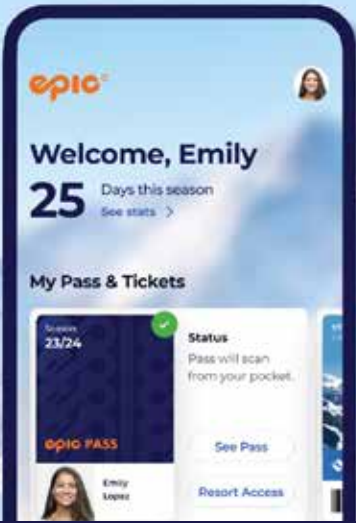 epic
Welcome, Emily
25
Days this season
See stats >
My Pass & Tickets
Season
23/24
Status
Pass will scan
from your pocket.
EPIC PASS
See Pass
Emily
Lopez
Resort Access